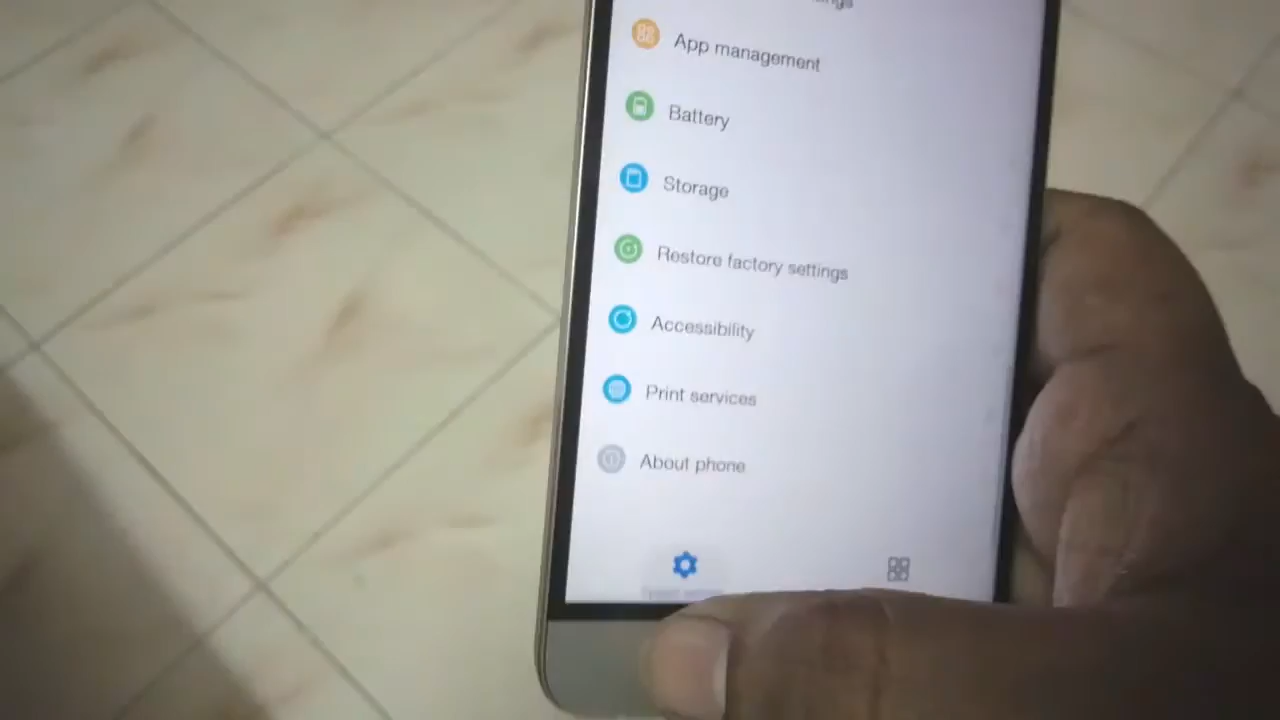 App management
Battery
Storage
Restore factory settings
Accessibility
Print services
About phone